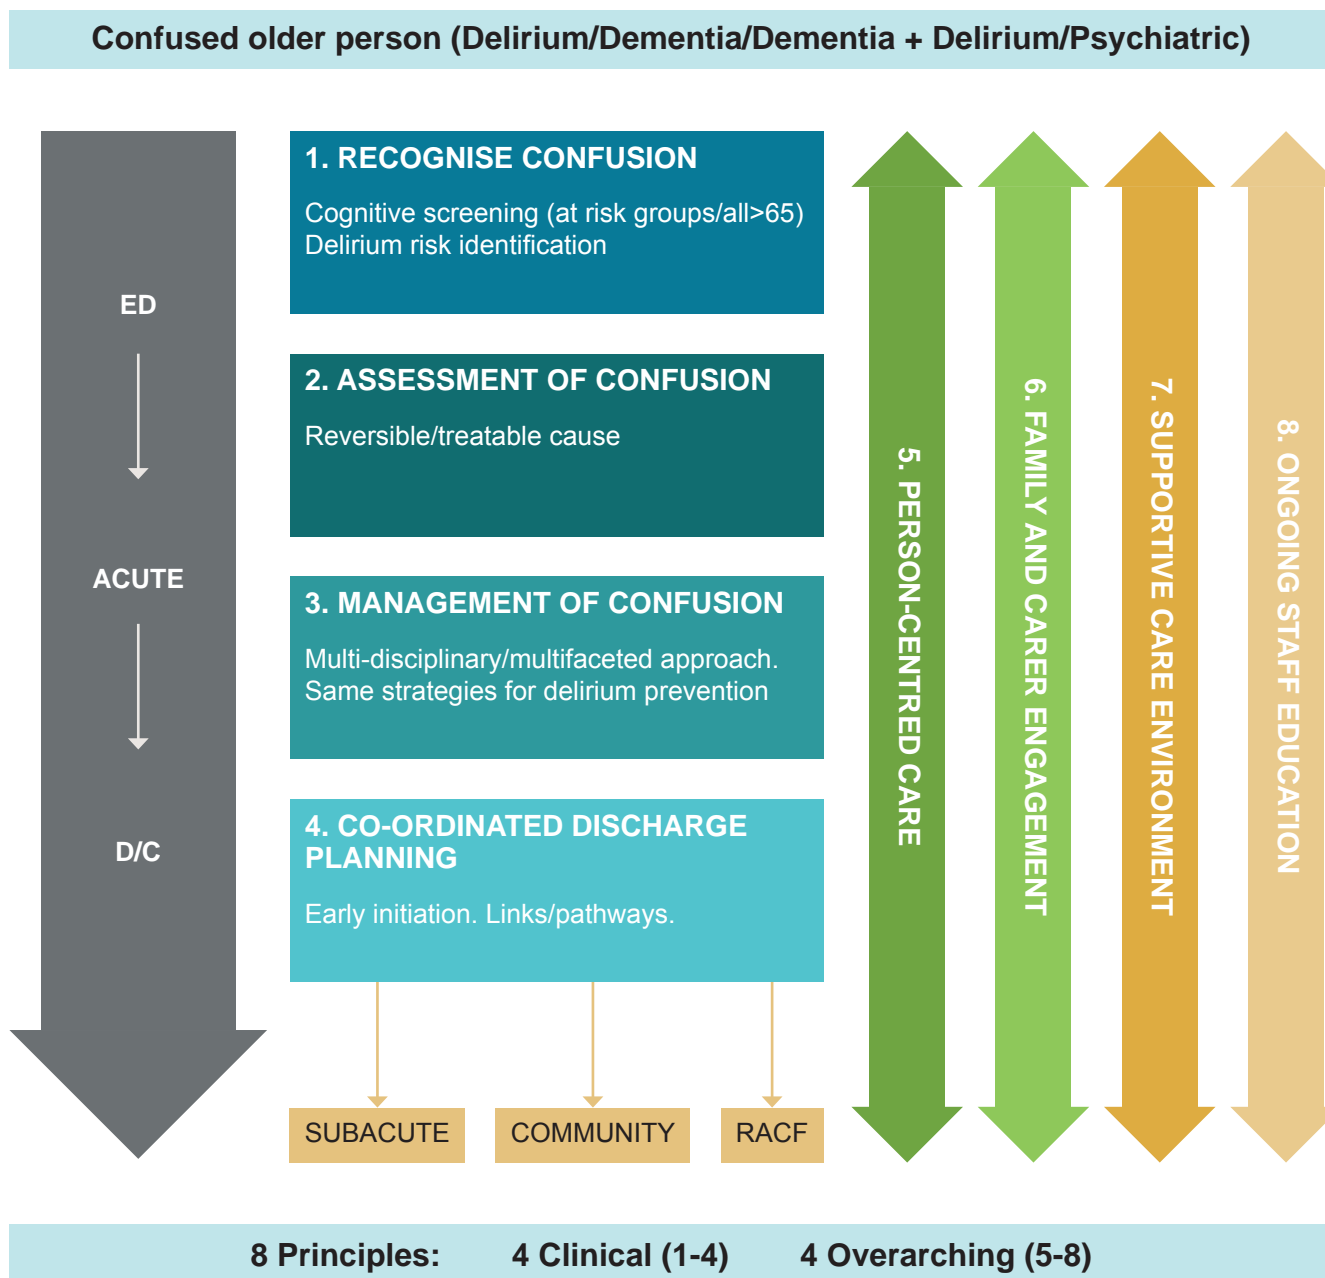 Confused older person (Delirium/Dementia/Dementia + Delirium/Psychiatric)
ED
ACUTE
D/C
1. RECOGNISE CONFUSION
Cognitive screening (at risk groups/all>65)
Delirium risk identification
2. ASSESSMENT OF CONFUSION
Reversible/treatable cause
3. MANAGEMENT OF CONFUSION
Multi-disciplinary/multifaceted approach.
Same strategies for delirium prevention
4. CO-ORDINATED DISCHARGE
PLANNING
Early initiation. Links/pathways.
SUBACUTE
COMMUNITY
RACF
5. PERSON-CENTRED CARE
6. FAMILY AND CARER ENGAGEMENT
7. SUPPORTIVE CARE ENVIRONMENT
8. ONGOING STAFF EDUCATION
8 Principles: 4 Clinical (1-4) 4 Overarching (5-8)